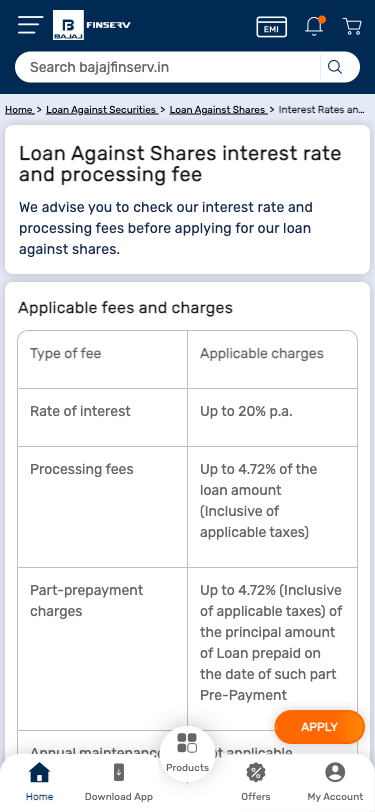 BAJAJ
FINSERV
EMI
Search bajajfinserv.in
Home > Loan Against Securities > Loan Against Shares > Interest Rates an...
Loan Against Shares interest rate
and processing fee
We advise you to check our interest rate and
processing fees before applying for our loan
against shares.
Applicable fees and charges
Type of fee
Applicable charges
Rate of interest
Up to 20% p.a.
Processing fees
Up to 4.72% of the
loan amount
(Inclusive of
applicable taxes)
Part-prepayment
charges
Up to 4.72% (Inclusive
of applicable taxes) of
the principal amount
of Loan prepaid on
the date of such part
Pre-Payment
APPLY
Annual applicable
Home
Download App
Products
Offers
My Account